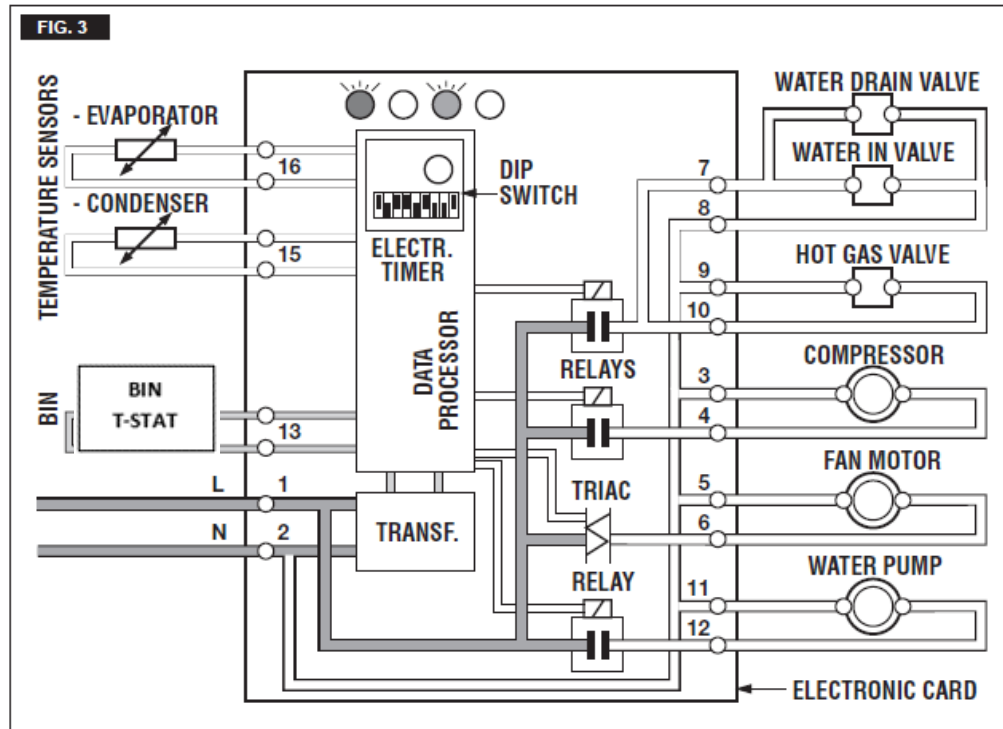 FIG. 3
TEMPERATURE SENSORS
- EVAPORATOR
16
- CONDENSER
15
BIN
BIN
T-STAT
13
L
1
N
2
DIP
SWITCH
ELECTR.
TIMER
DATA
PROCESSOR
TRANSF.
RELAYS
TRIAC
RELAY
WATER DRAIN VALVE
WATER IN VALVE
7
8
HOT GAS VALVE
9
10
COMPRESSOR
3
4
FAN MOTOR
5
6
WATER PUMP
11
12
ELECTRONIC CARD